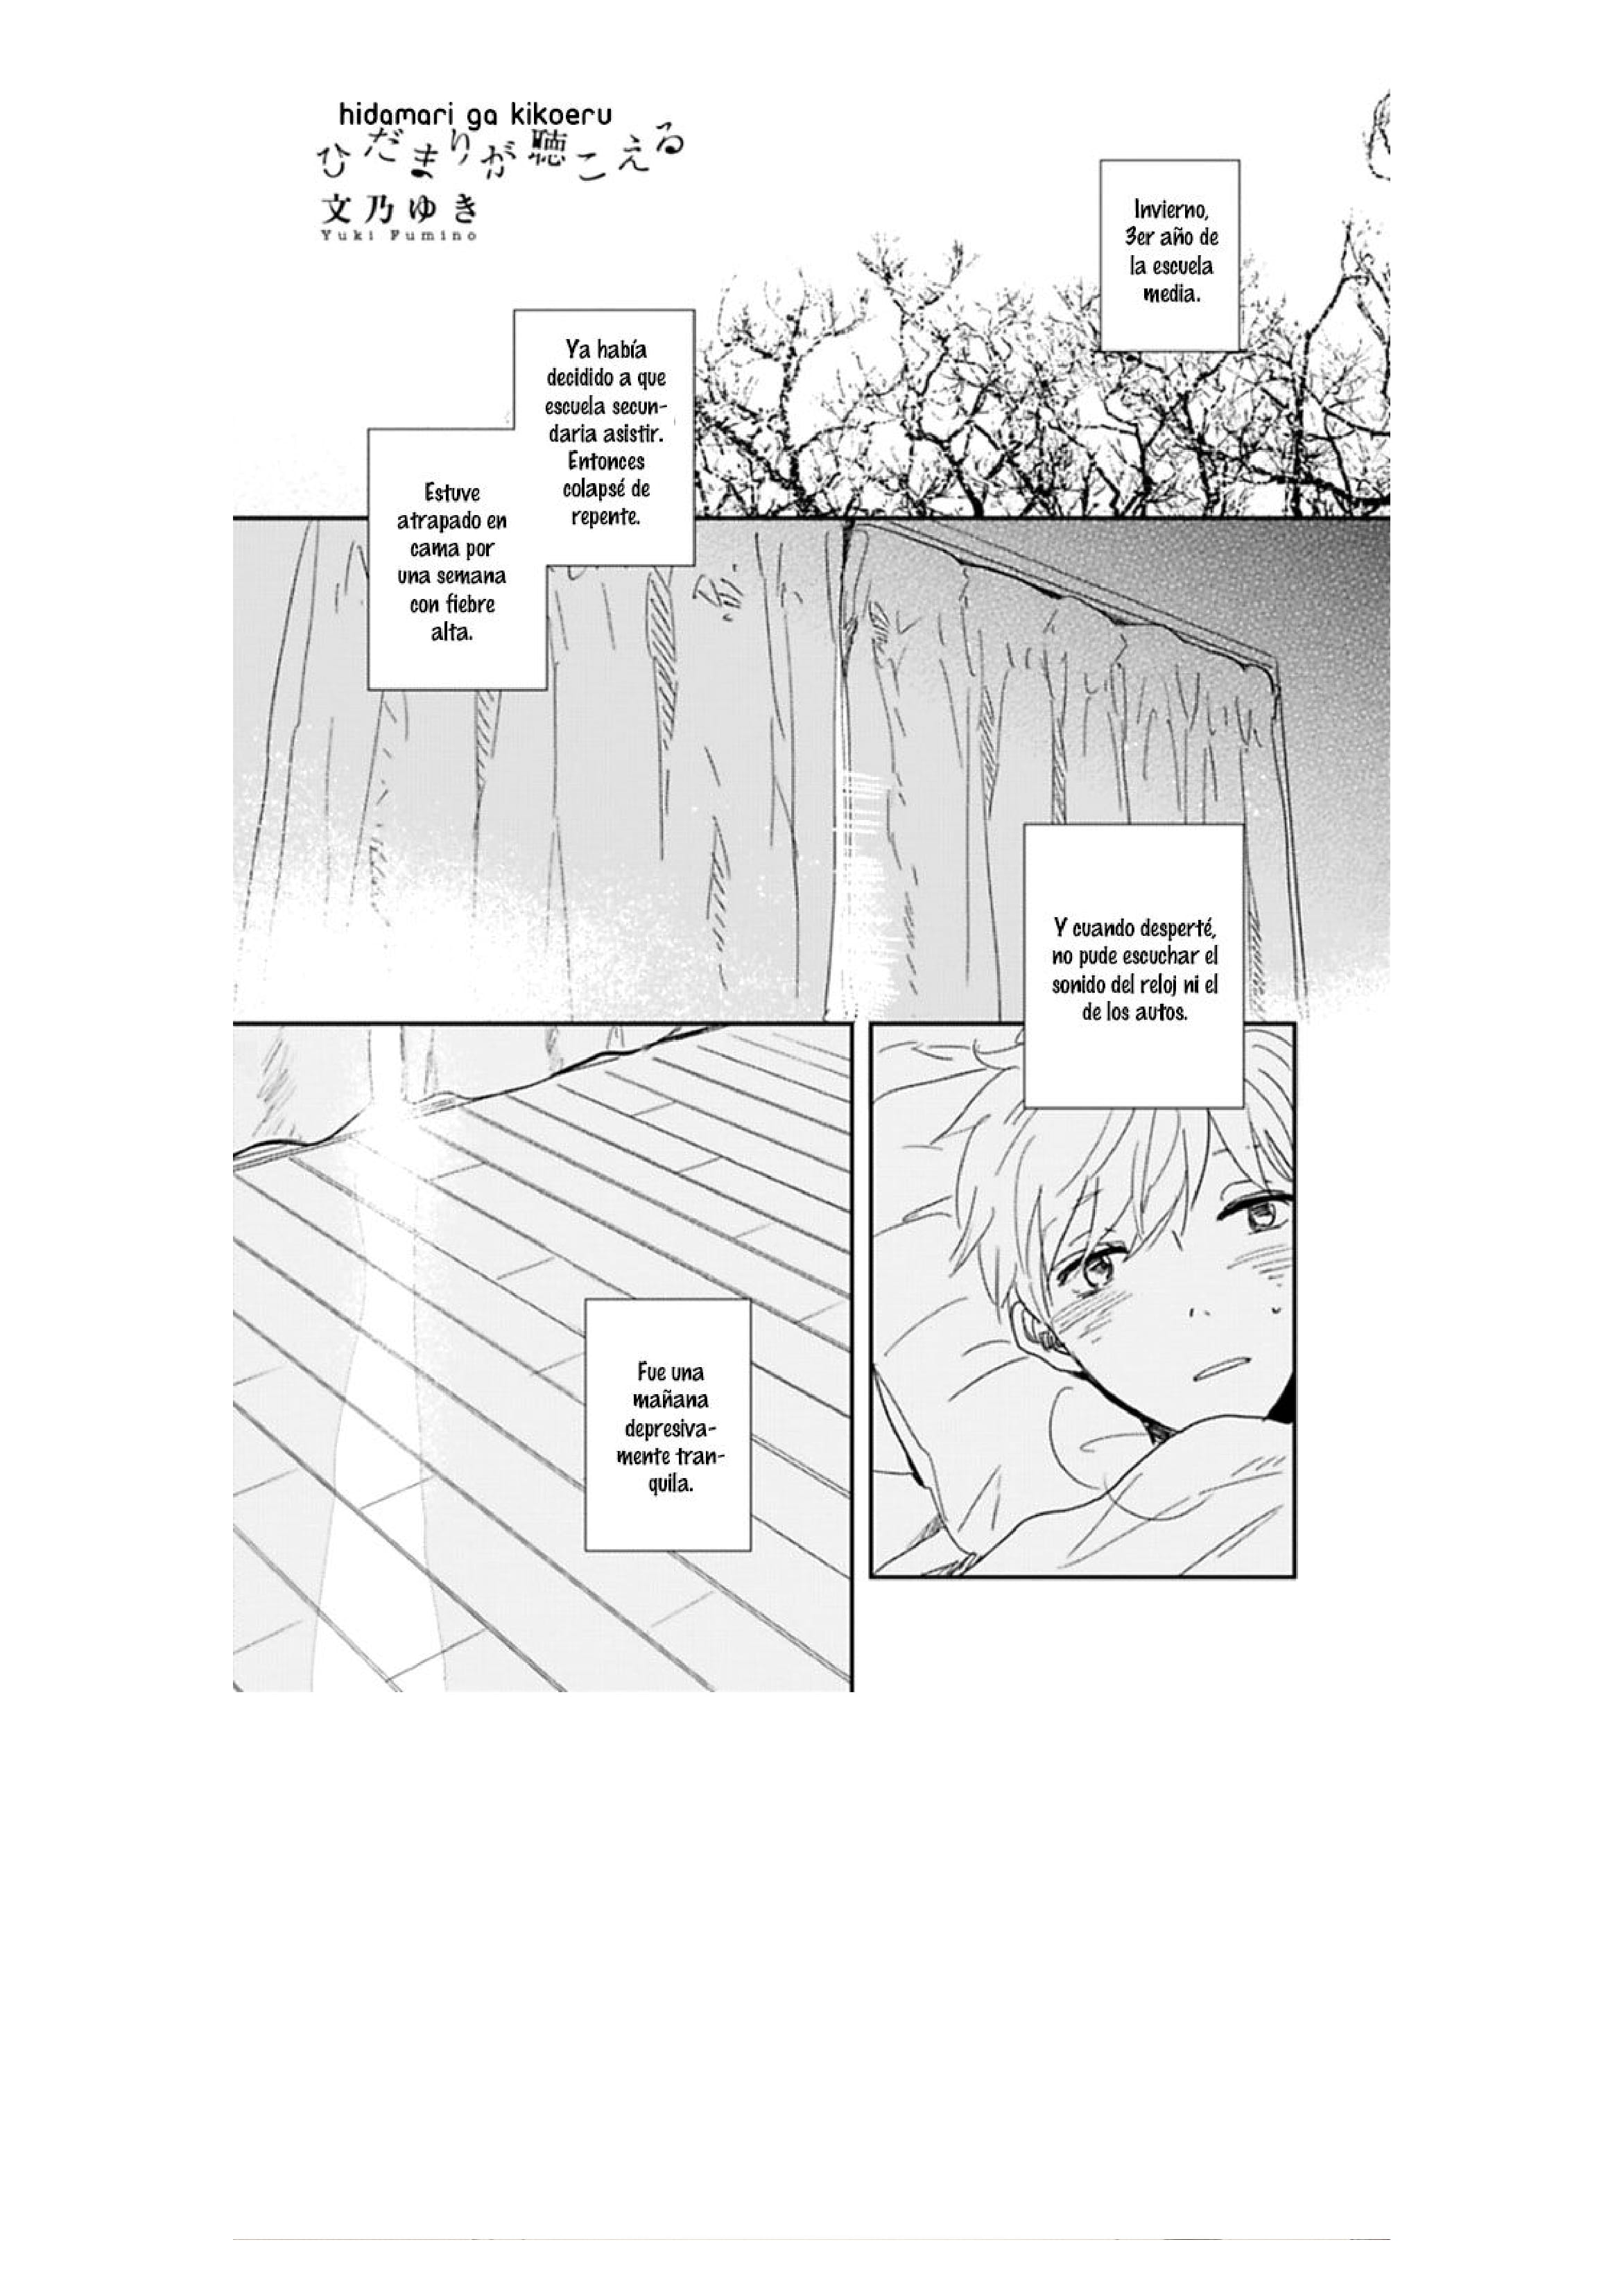 hidamari ga kikoeru
ひだまりが聴こえる
文乃ゆき
Yuki Fumino
Invierno,
3er año de
la escuela
media.
Ya había
decidido a que
escuela secun-
daria asistir.
Entonces
colapsé de
repente.
Estuve
atrapado en
cama por
una semana
con fiebre
alta.
Y cuando desperté,
no pude escuchar el
sonido del reloj ni el
de los autos.
Fue una
mañana
depresiva-
mente tran-
quila.